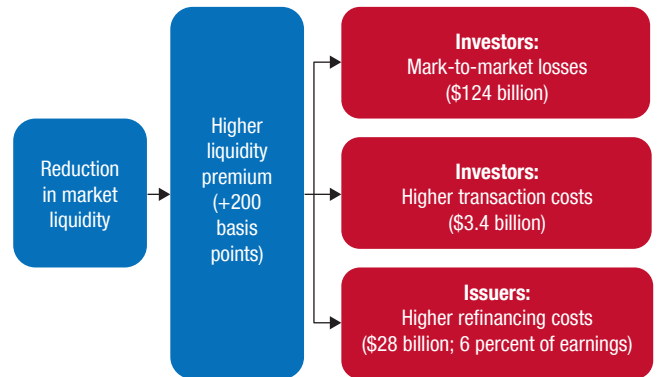 Reduction
in market
liquidity
Higher
liquidity
premium
(+200
basis
points)
Investors:
Mark-to-market losses
($124 billion)
Investors:
Higher transaction costs
($3.4 billion)
Issuers:
Higher refinancing costs
($28 billion; 6 percent of earnings)